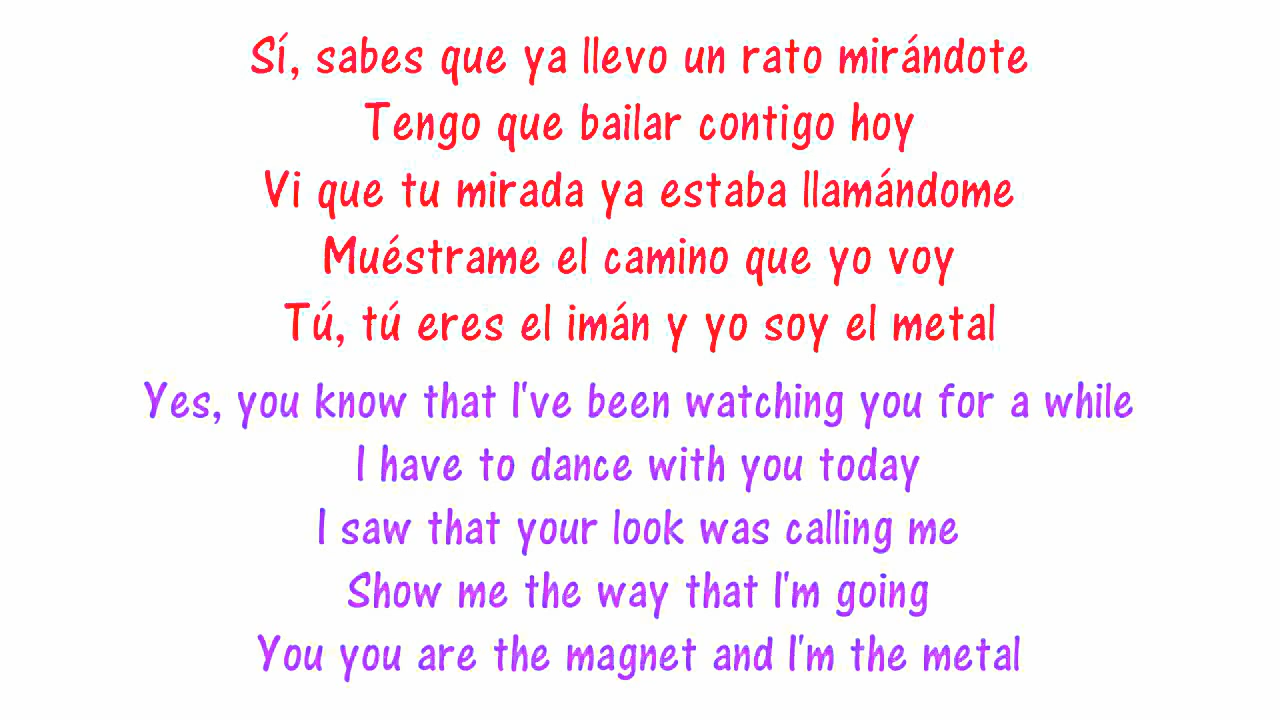 Sí, sabes que ya llevo un rato mirándote
Tengo que bailar contigo hoy
Vi que tu mirada ya estaba llamándome
Muéstrame el camino que yo voy
Tú, tú eres el imán y yo soy el metal
Yes, you know that I've been watching you for a while
I have to dance with you today
I saw that your look was calling me
Show me the way that I'm going
You you are the magnet and I'm the metal